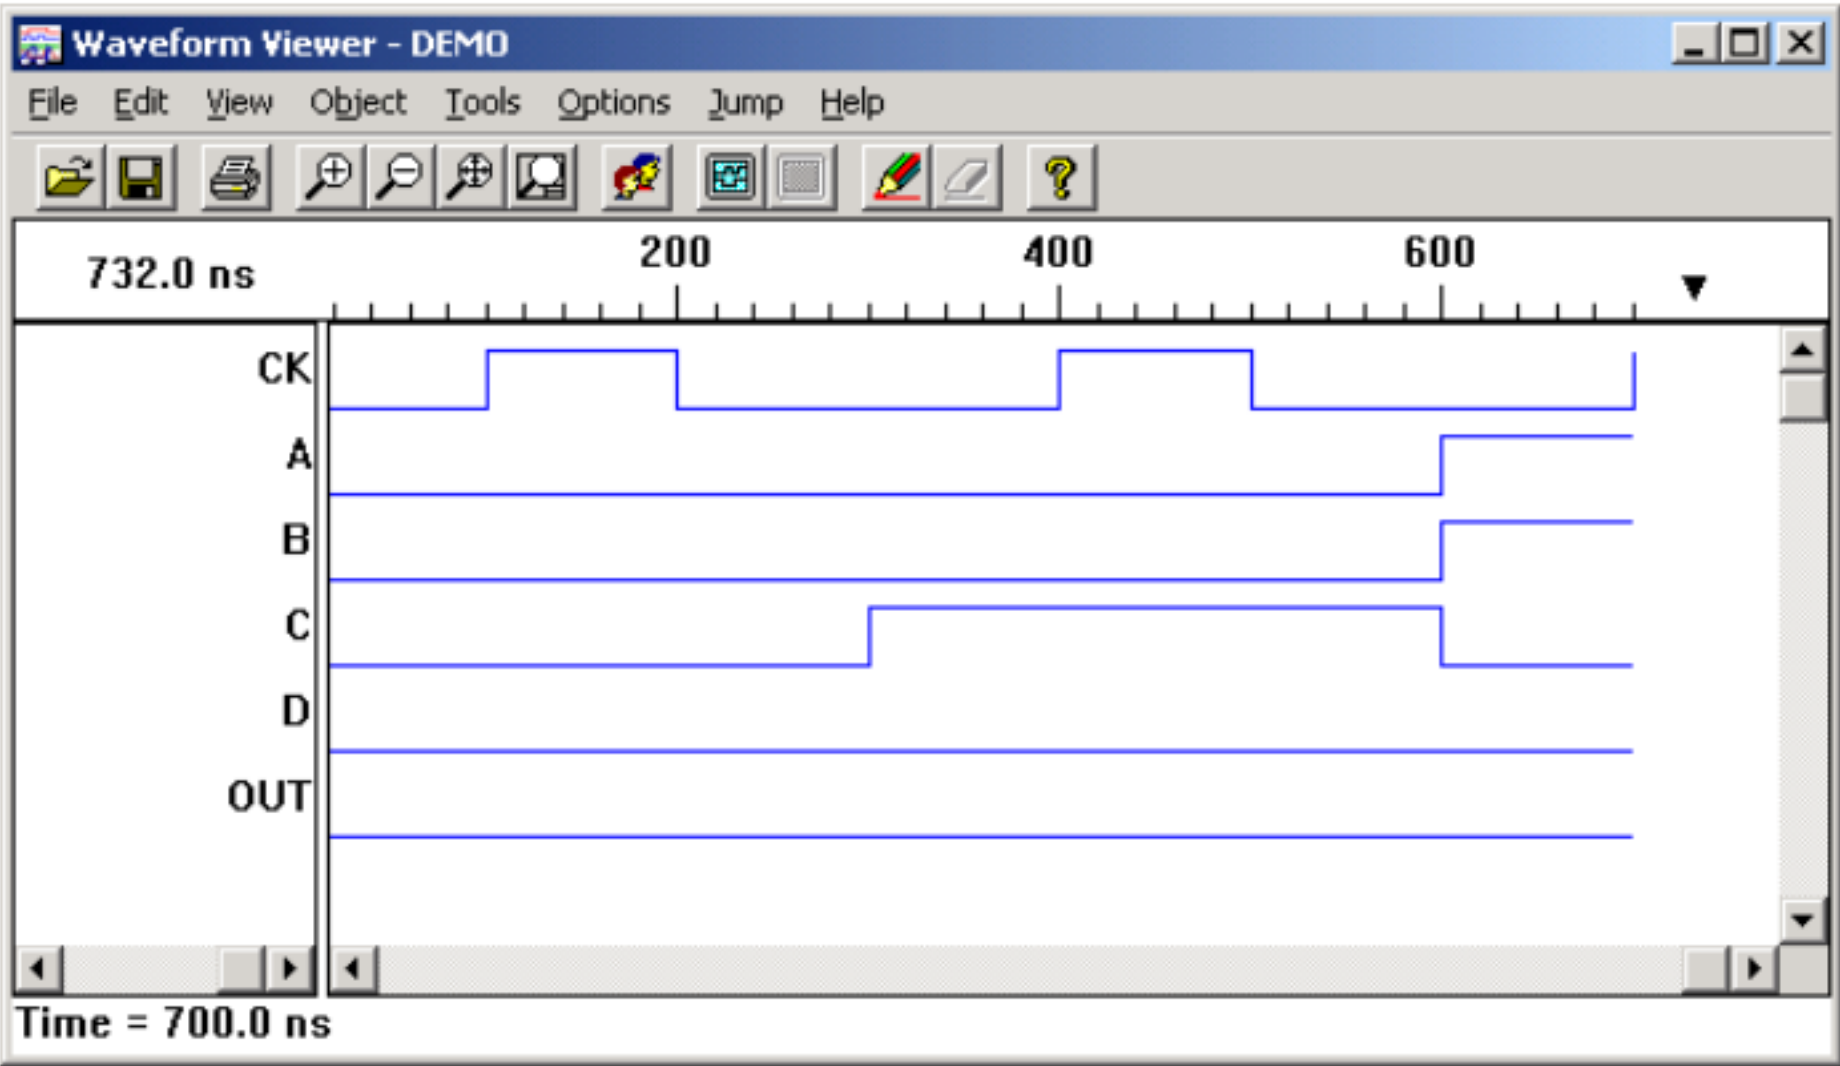 Waveform Viewer - DEMO
File Edit View Object Tools Options Jump Help
732.0 ns 200 400 600
CK
A
B
C
D
OUT
Time = 700.0 ns